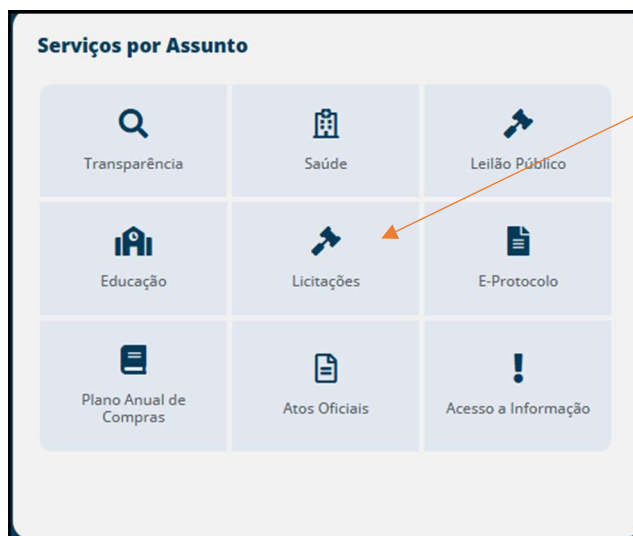 Serviços por Assunto
Transparência
Saúde
Leilão Público
Educação
Licitações
E-Protocolo
Plano Anual de
Compras
Atos Oficiais
Acesso a Informação